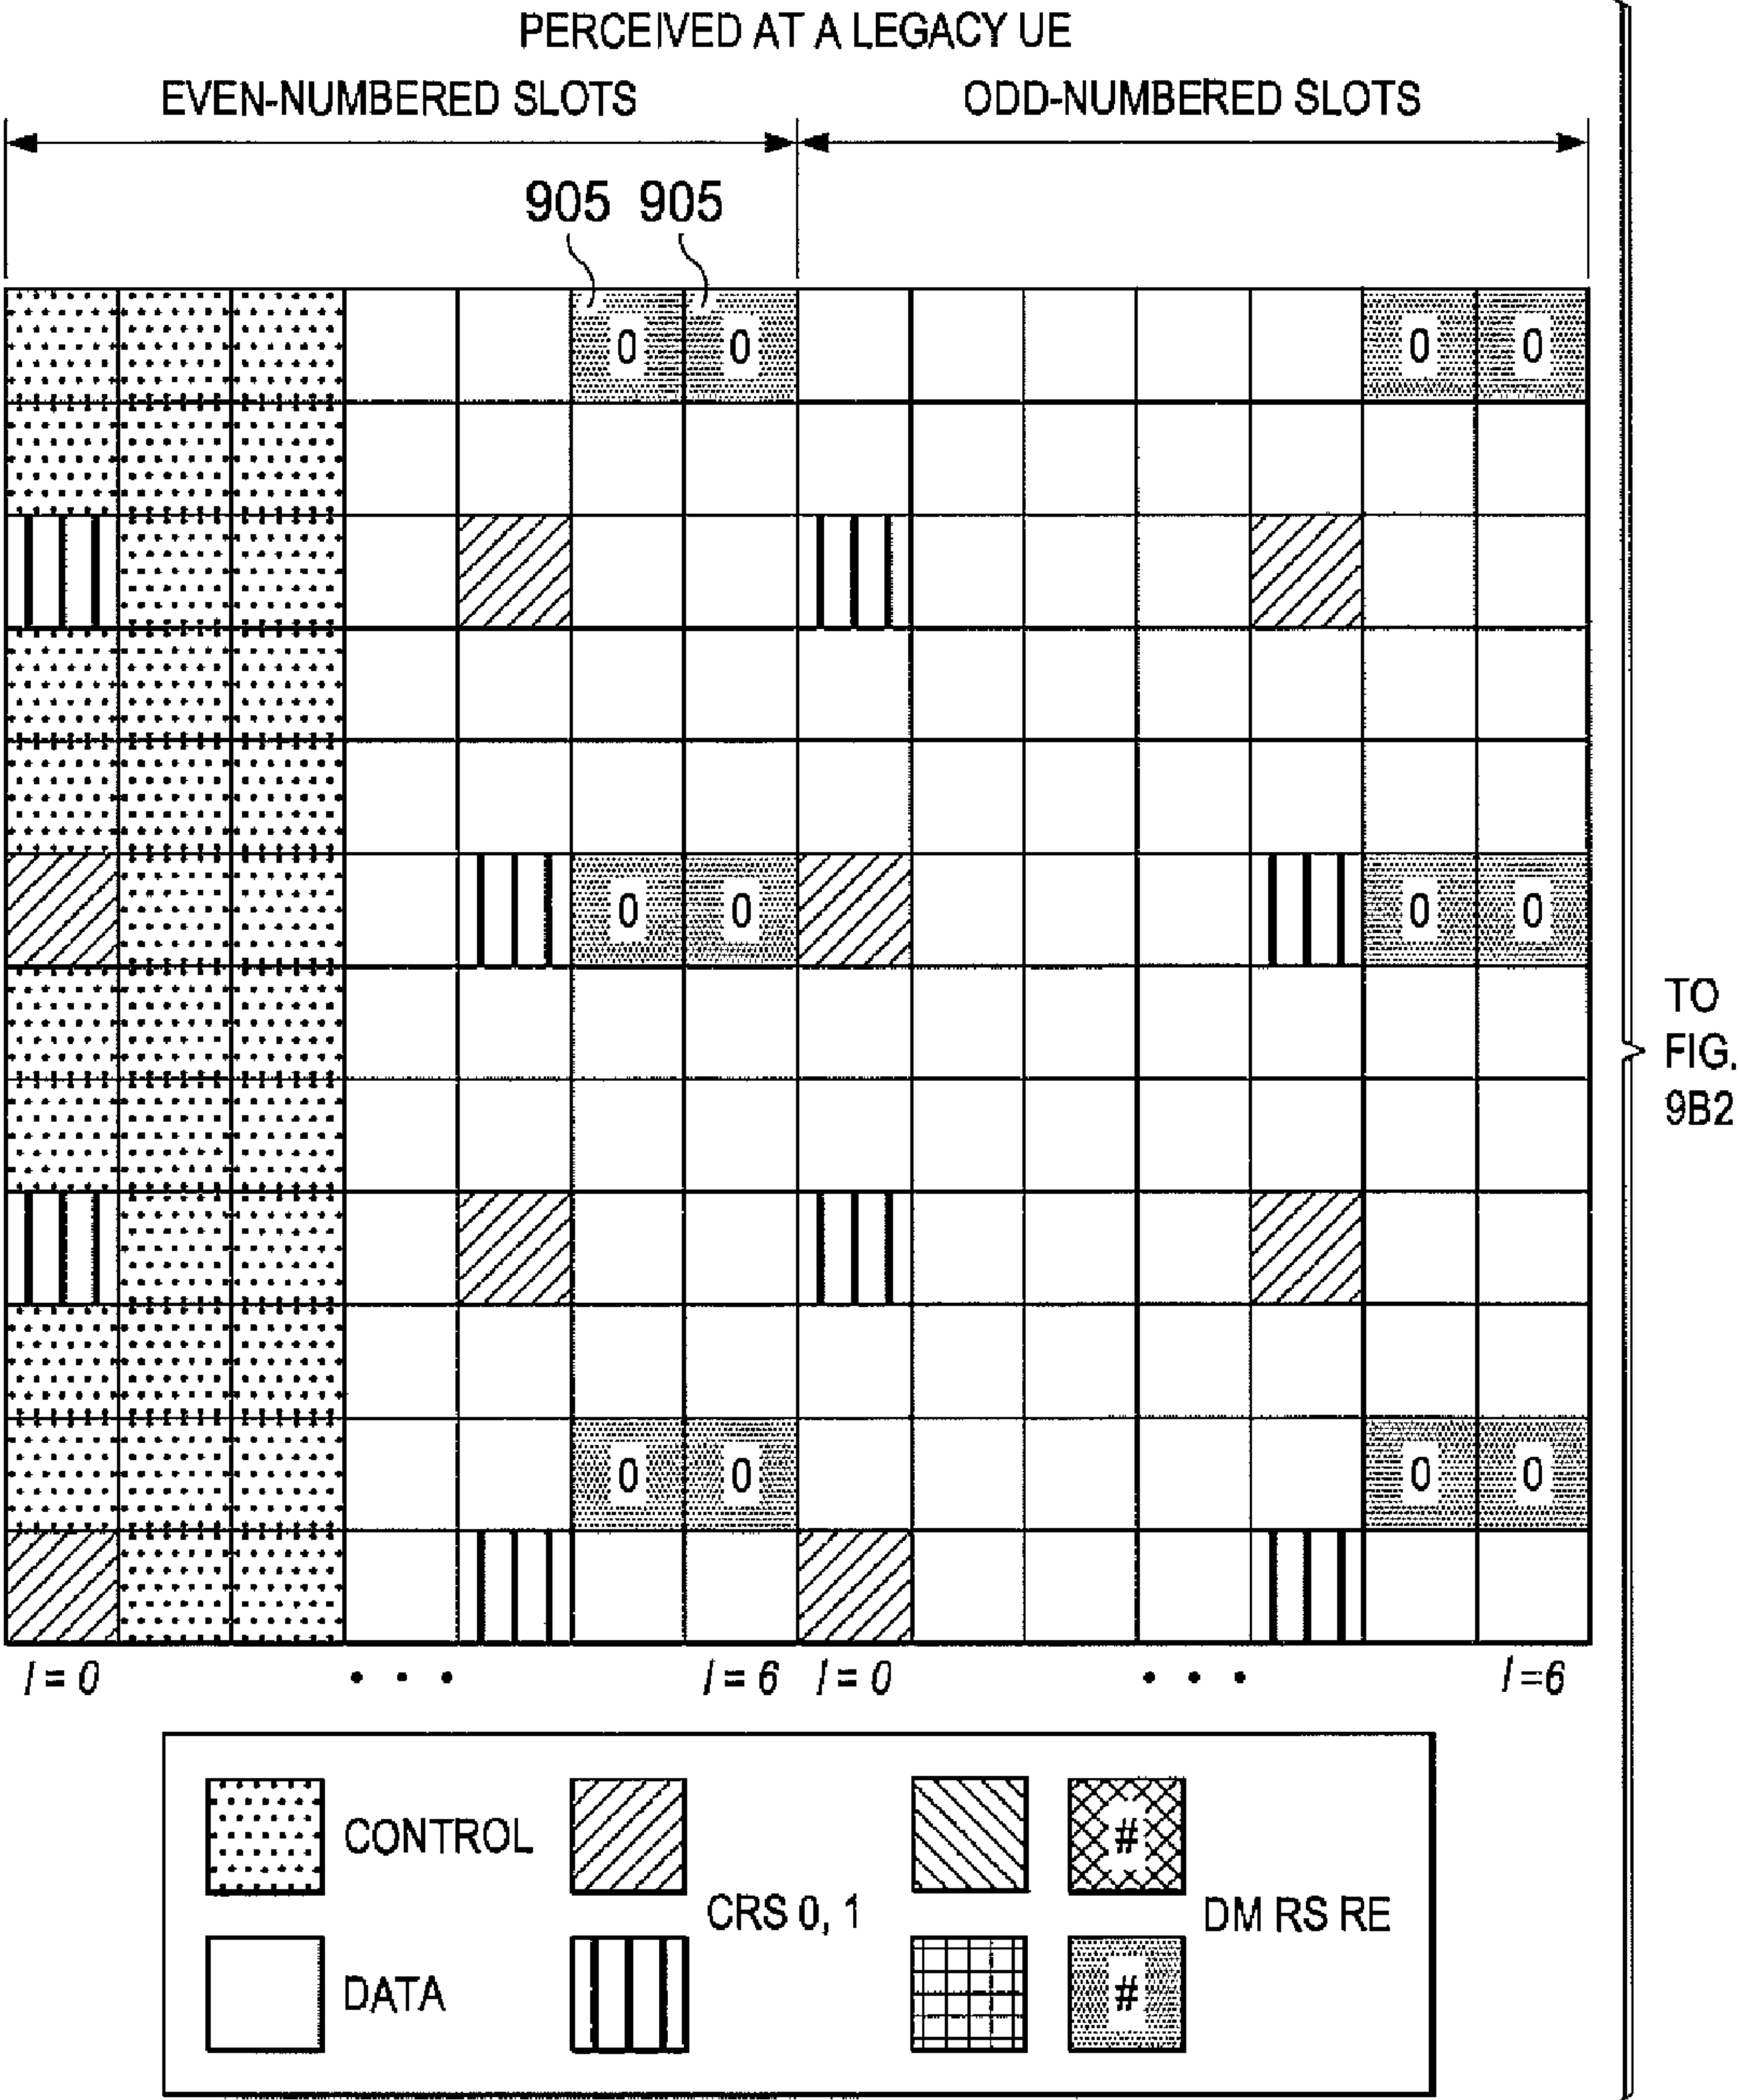 PERCEIVED AT A LEGACY UE
EVEN-NUMBERED SLOTS ODD-NUMBERED SLOTS
905 905
0 0 0 0
0 0 0 0
0 0 0 0
TO
FIG.
9B2
l = 0 • • • l = 6 l = 0 • • • l =6
CONTROL #
CRS 0, 1 DM RS RE
DATA #